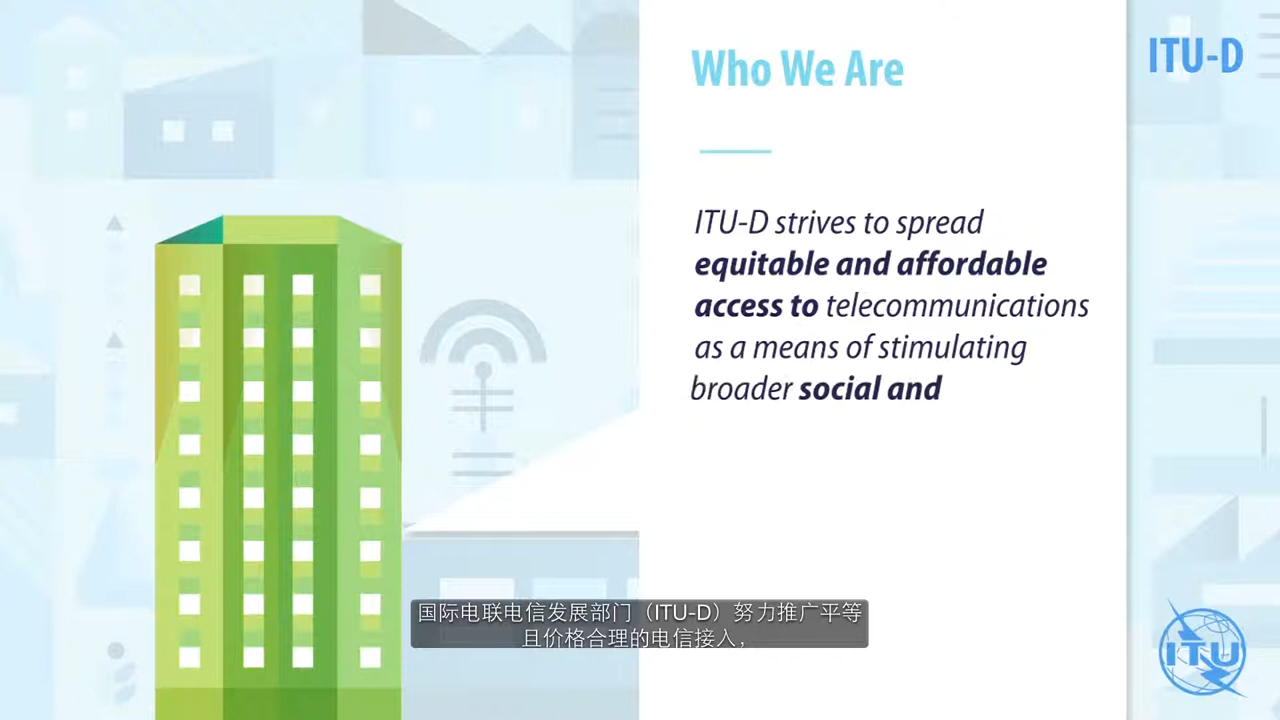 Who We Are
ITU-D
ITU-D strives to spread
equitable and affordable
access to telecommunications
as a means of stimulating
broader social and
国际电联电信发展部门（ITU-D）努力推广平等
且价格合理的电信接入，
ITU